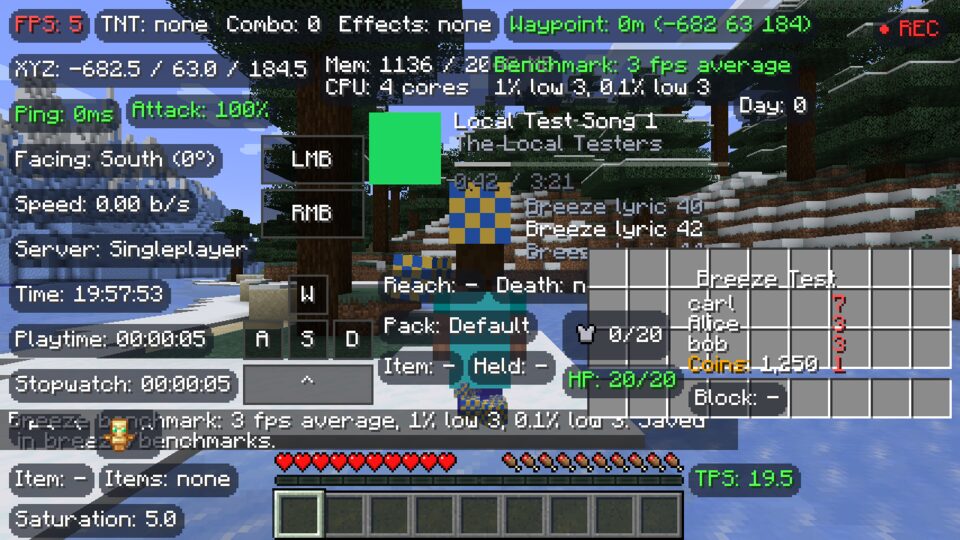 FPS: 5 TNT: none Combo: 0 Effects: none Waypoint: 0m (-682 63 184) REC
XYZ: -682.5 / 63.0 / 184.5 Mem: 1136 / Benchmark: 3 fps average
CPU: 4 cores 1% low 3, 0.1% low 3
Ping: 0ms Attack: 100% Day: 0
Local Test Song 1
The Local Testers
0:42 / 3:21
Facing: South (0°) LMB
Speed: 0.00 b/s RMB
Breeze lyric 40
Breeze lyric 42
Server: Singleplayer
Breeze Test
Reach: - Death:
Time: 19:57:53 W
carl 7
Alice 3
bob 3
Coins: 1,250 1
Pack: Default
Playtime: 00:00:05 A S D
0/20
Item: - Held: -
HP: 20/20
Stopwatch: 00:00:05 ^
Block: -
Breeze benchmark: 3 fps average, 1% low 3, 0.1% low 3. Saved
in breeze/benchmarks.
Item: - Items: none TPS: 19.5
Saturation: 5.0